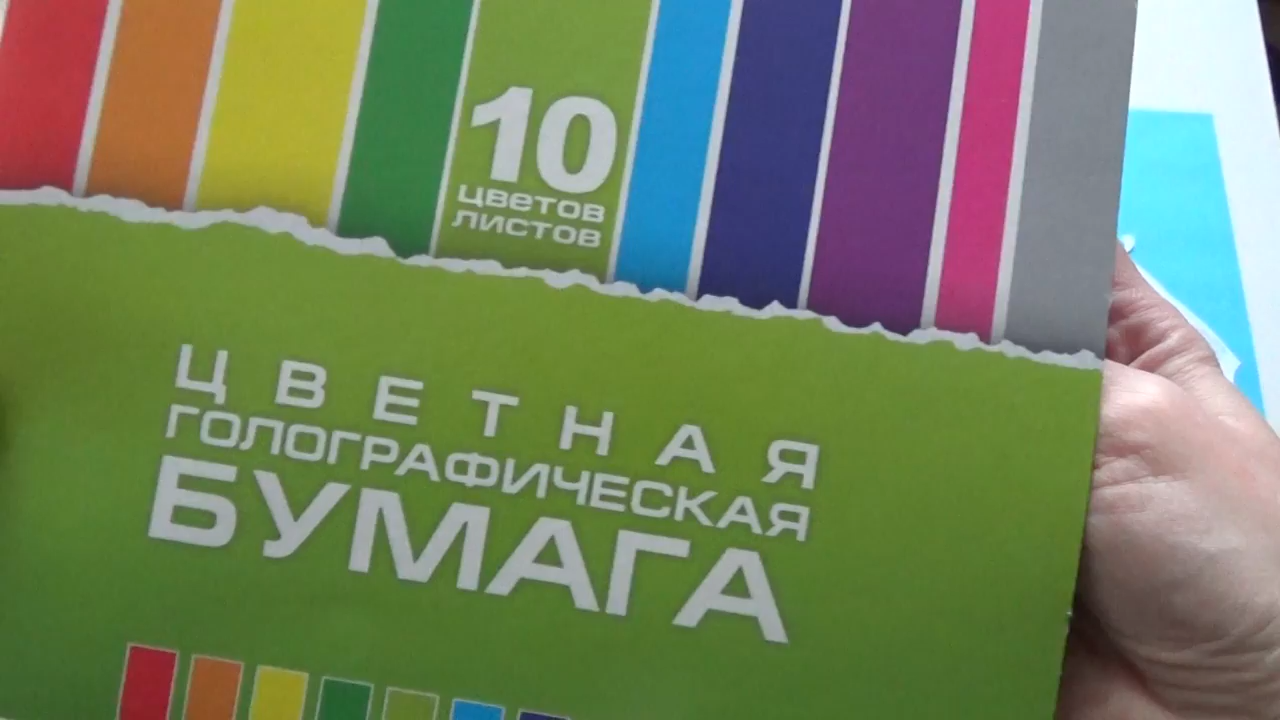 10
цветов
листов
ЦВЕТНАЯ
ГОЛОГРАФИЧЕСКАЯ
БУМАГА